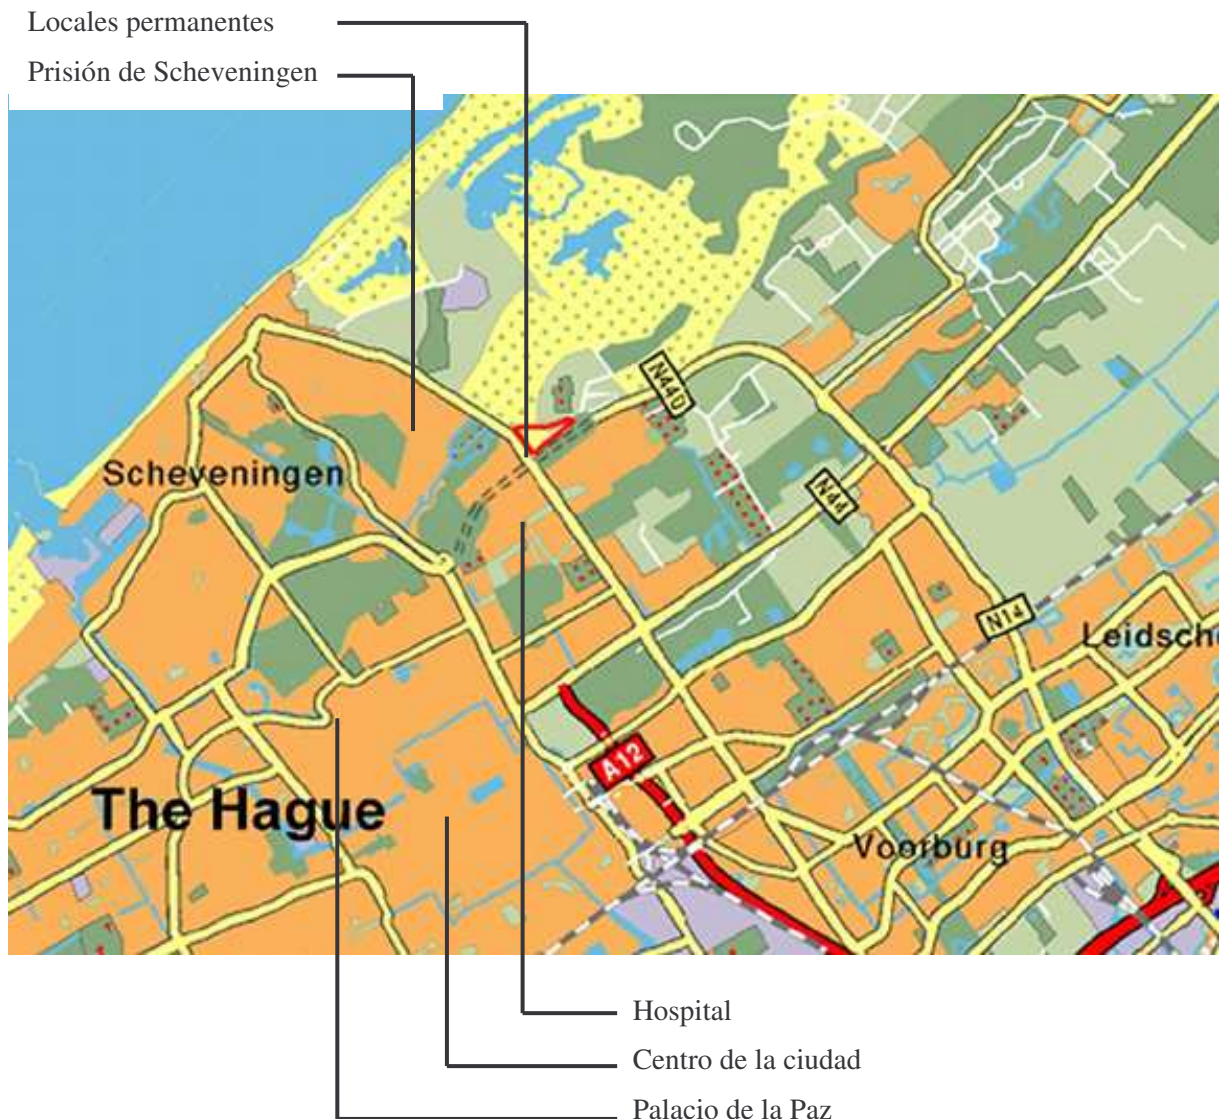 Locales permanentes
Prisión de Scheveningen
N440
Scheveningen
N44
N14
Leidsche
A12
The Hague
Voorburg
Hospital
Centro de la ciudad
Palacio de la Paz